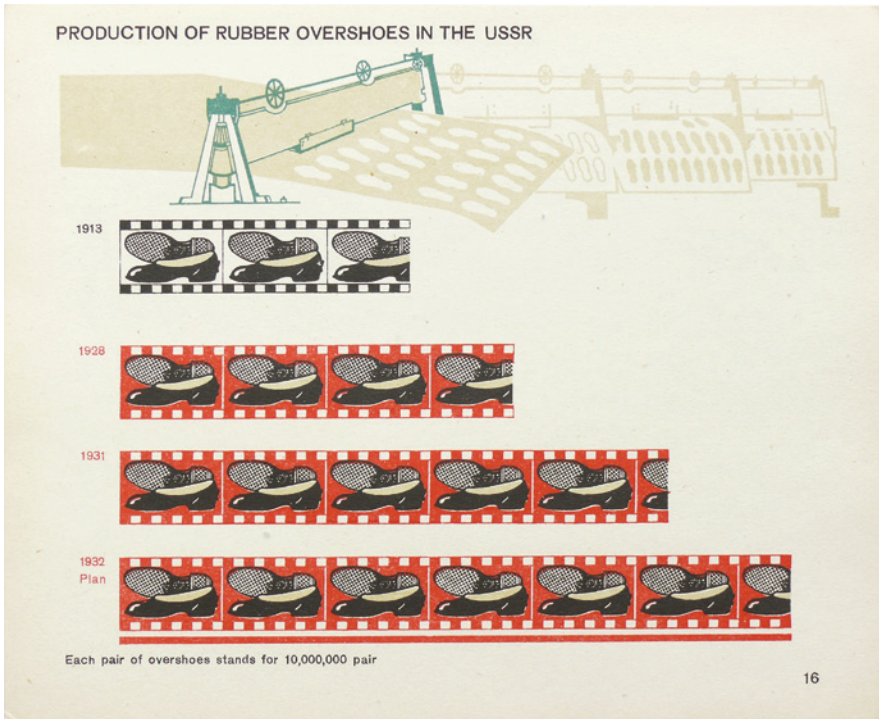 PRODUCTION OF RUBBER OVERSHOES IN THE USSR
1913
1928
1931
1932
Plan
Each pair of overshoes stands for 10,000,000 pair
16